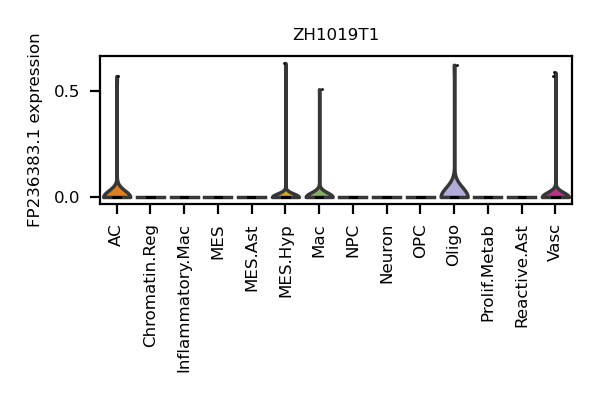 ZH1019T1
FP236383.1 expression
0.5
0.0
AC
Chromatin.Reg
Inflammatory.Mac
MES
MES.Ast
MES.Hyp
Mac
NPC
Neuron
OPC
Oligo
Prolif.Metab
Reactive.Ast
Vasc